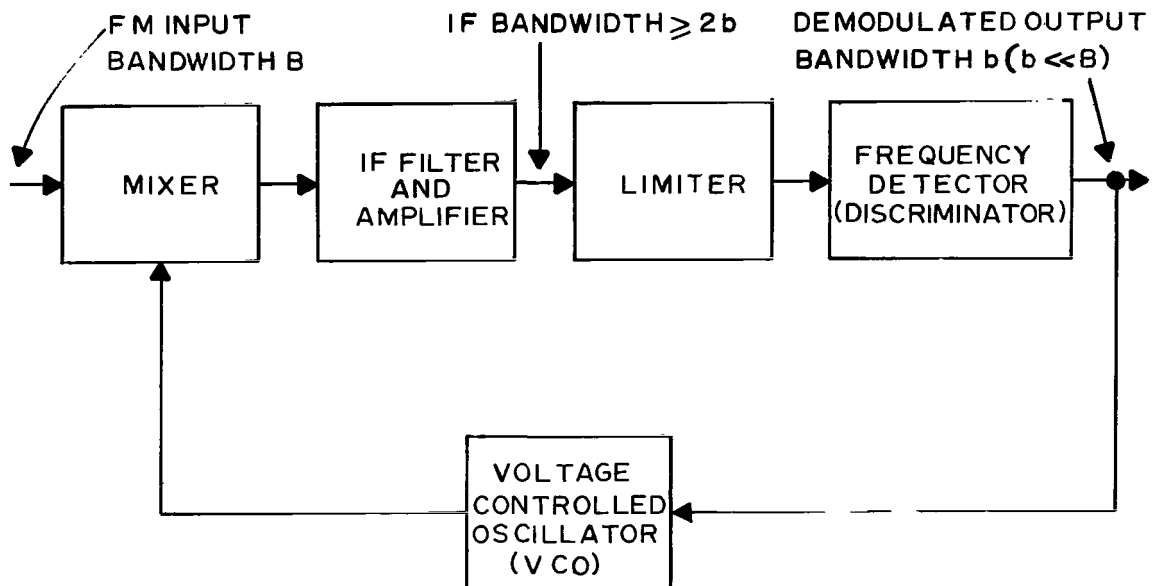 FM INPUT
BANDWIDTH B
IF BANDWIDTH ≥ 2b
DEMODULATED OUTPUT
BANDWIDTH b (b << B)
MIXER
IF FILTER
AND
AMPLIFIER
LIMITER
FREQUENCY
DETECTOR
(DISCRIMINATOR)
VOLTAGE
CONTROLLED
OSCILLATOR
(VCO)